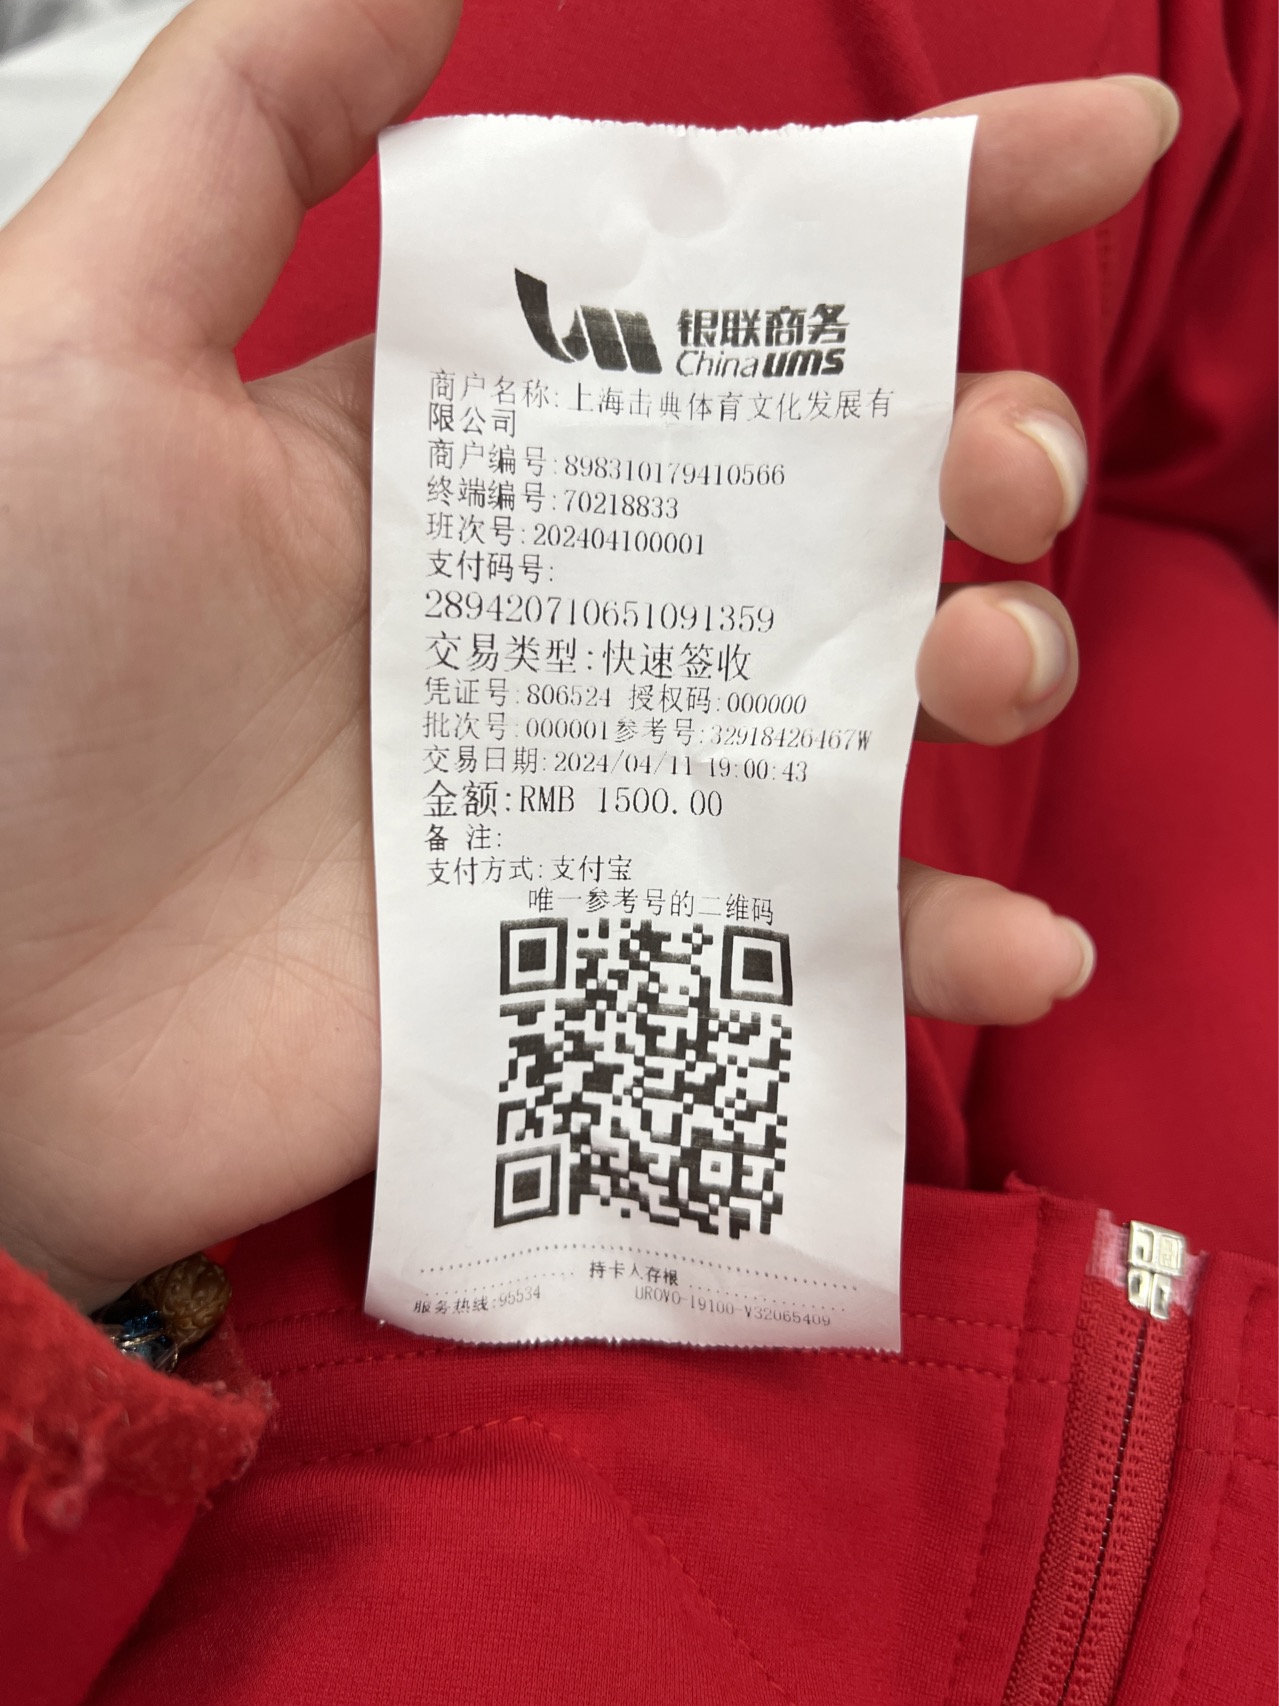 银联商务
Chinaums
商户名称:上海击典体育文化发展有
限公司
商户编号:898310179410566
终端编号:70218833
班次号:202404100001
支付码号:
289420710651091359
交易类型:快速签收
凭证号:806524 授权码:000000
批次号:000001参考号:32918426467W
交易日期:2024/04/11 19:00:43
金额:RMB 1500.00
备 注:
支付方式:支付宝
唯一参考号的二维码
持卡人存根
服务热线:95534 UROVO-I9100-V32065409